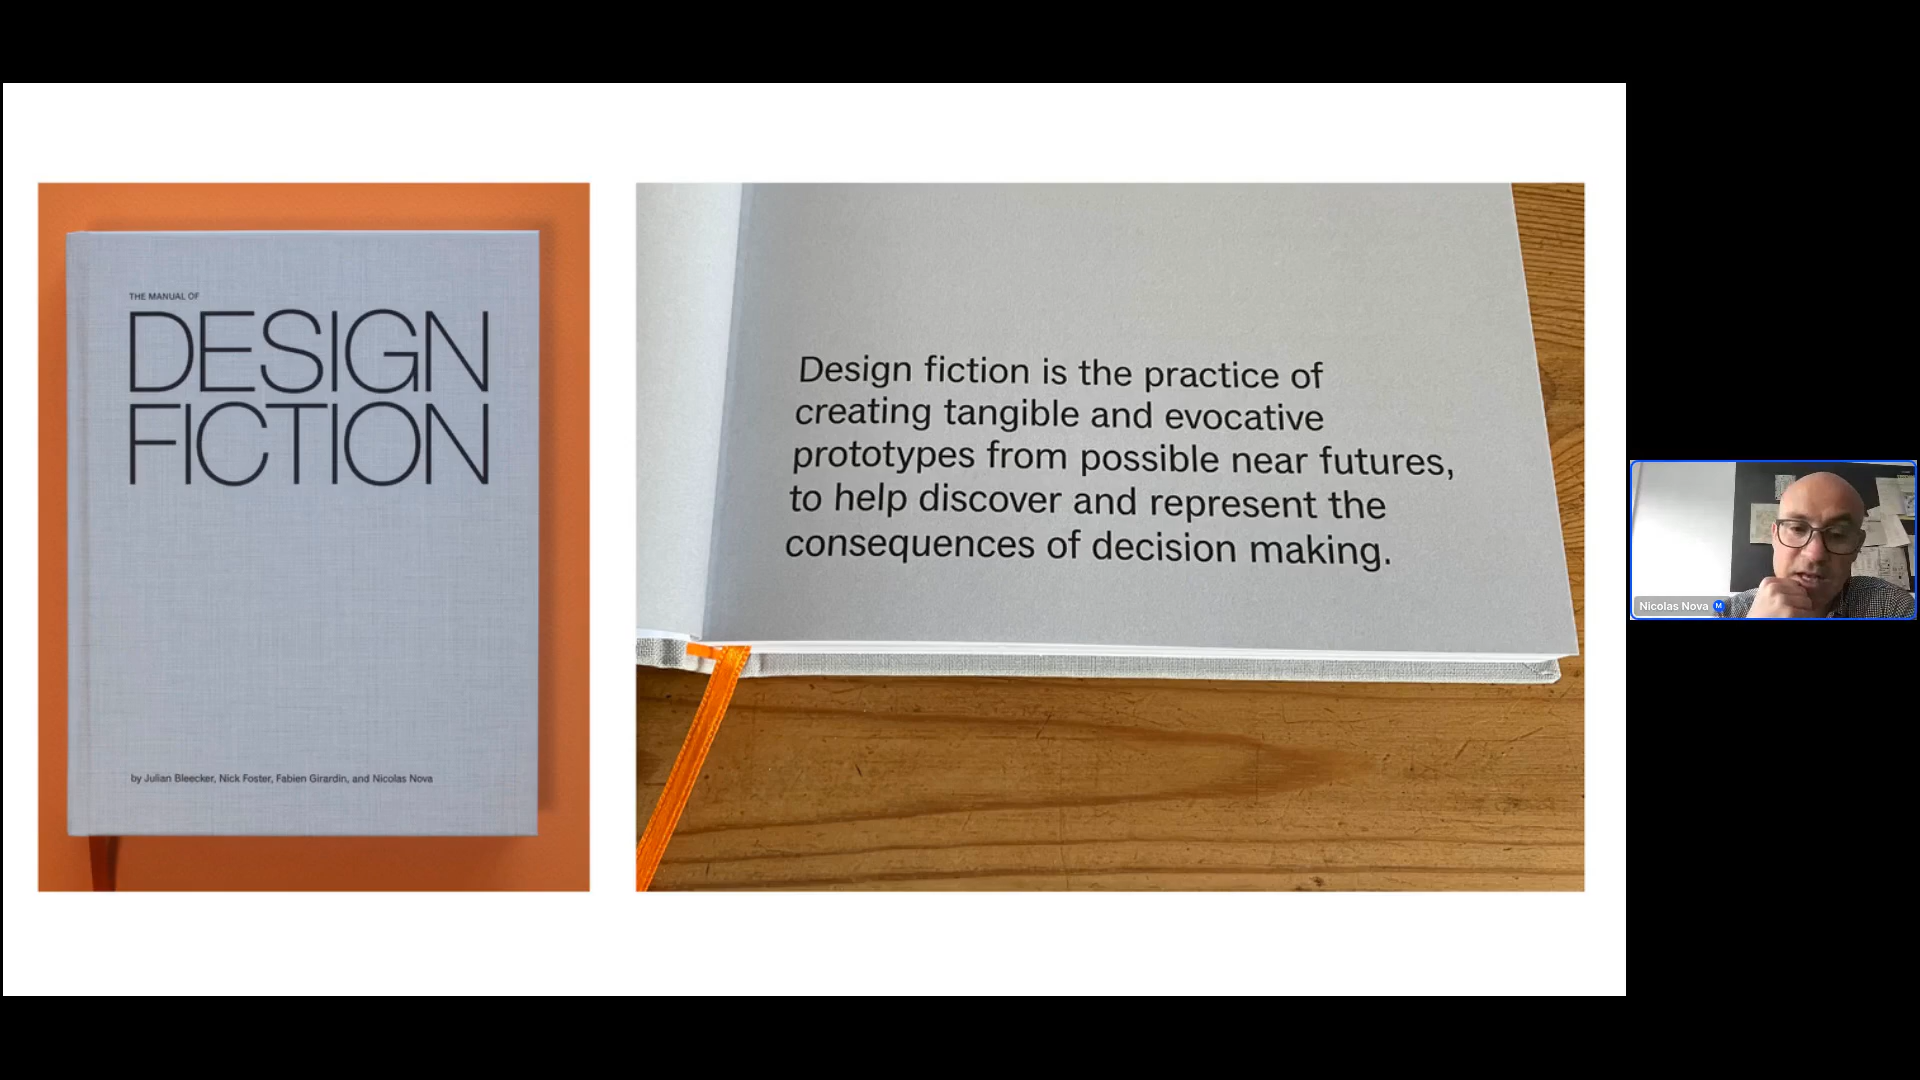 THE MANUAL OF
DESIGN
FICTION
by Julian Bleecker, Nick Foster, Fabien Girardin, and Nicolas Nova
Design fiction is the practice of
creating tangible and evocative
prototypes from possible near futures,
to help discover and represent the
consequences of decision making.
Nicolas Nova M